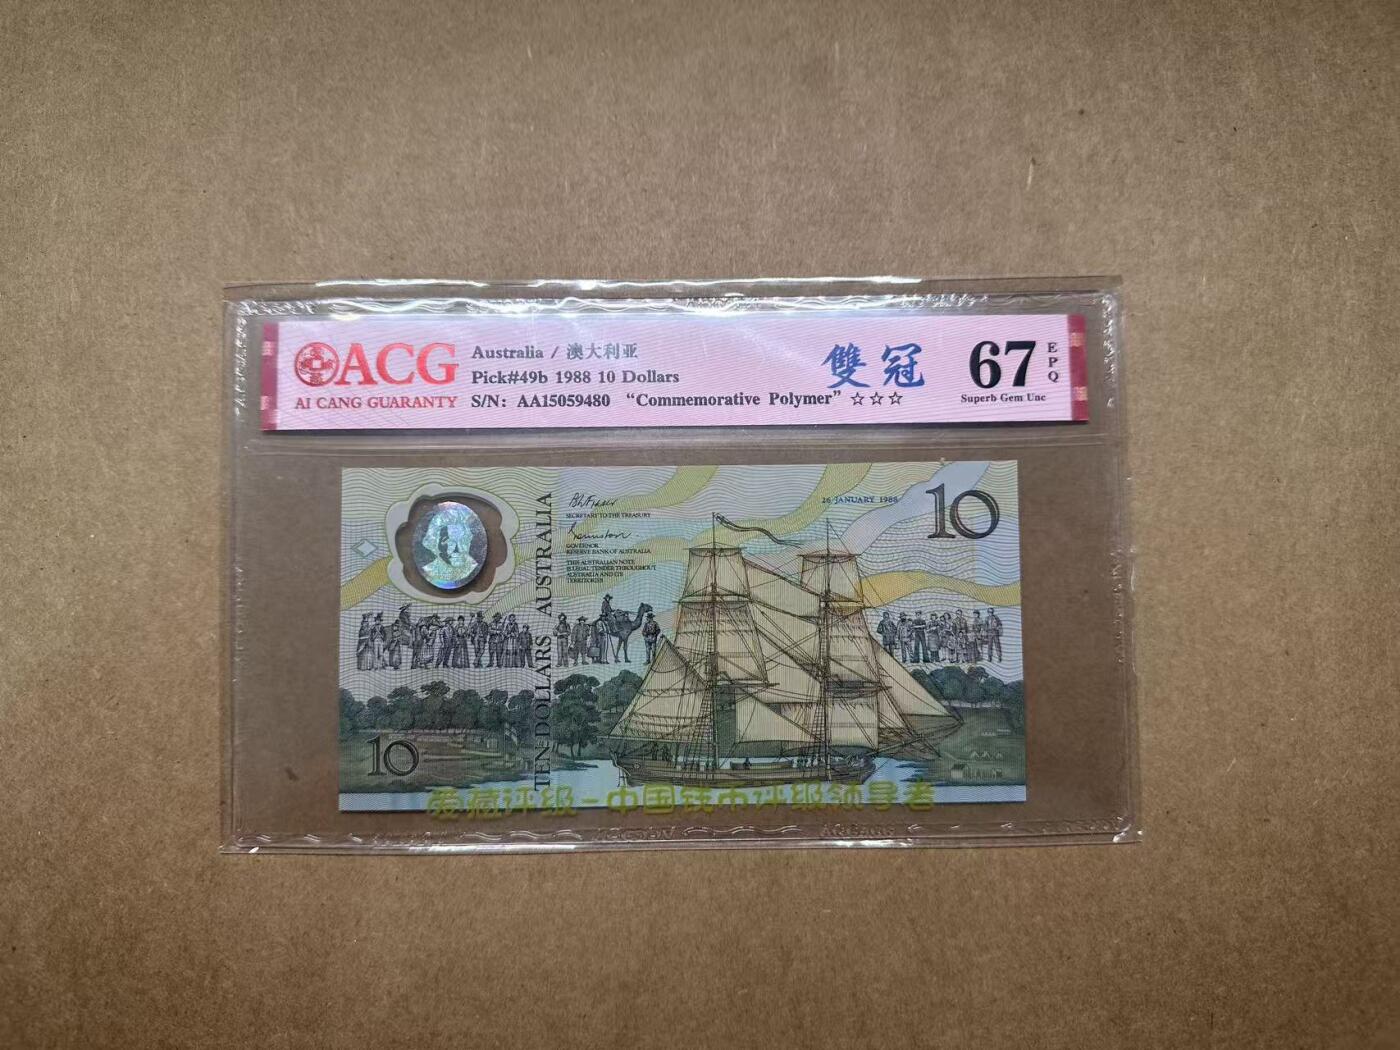 ACG
AI CANG GUARANTY
Australia / 澳大利亚
Pick#49b 1988 10 Dollars
S/N: AA15059480 “Commemorative Polymer” ☆☆☆
雙冠
67
EPQ
Superb Gem Unc
TEN DOLLARS AUSTRALIA
SECRETARY TO THE TREASURY
GOVERNOR
RESERVE BANK OF AUSTRALIA
THIS AUSTRALIAN NOTE
IS LEGAL TENDER THROUGHOUT
AUSTRALIA AND ITS
TERRITORIES
26 JANUARY 1988
10
10
爱藏评级-中国钱币评级领导者